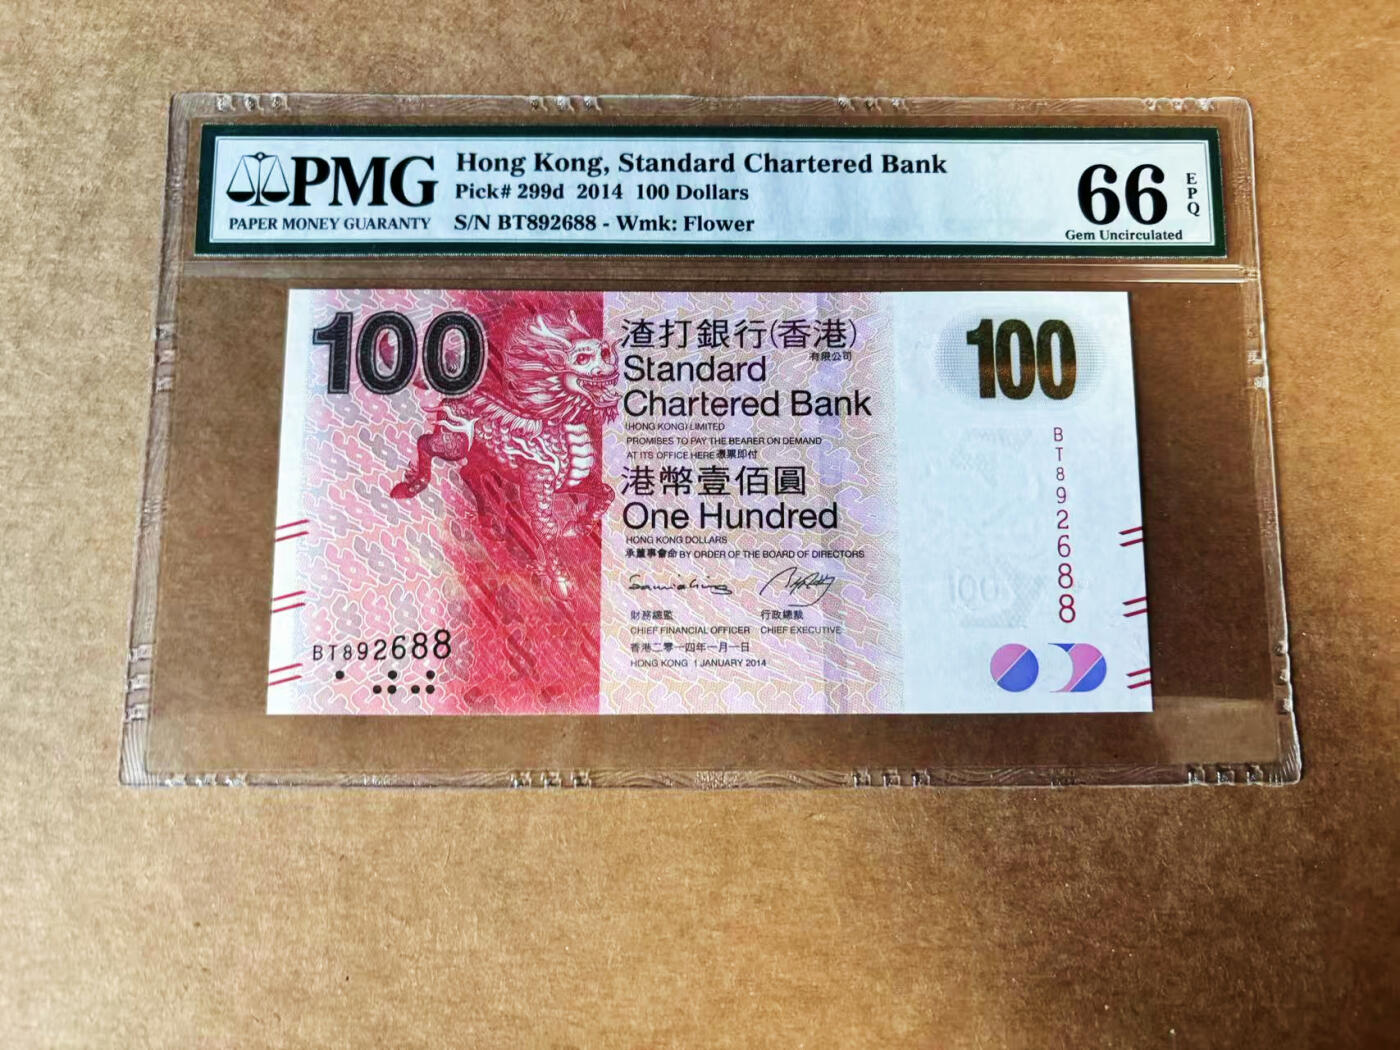 PMG
PAPER MONEY GUARANTY
Hong Kong, Standard Chartered Bank
Pick# 299d 2014 100 Dollars
S/N BT892688 - Wmk: Flower
66
EPQ
Gem Uncirculated
100
渣打銀行(香港)
有限公司
Standard
Chartered Bank
(HONG KONG) LIMITED
PROMISES TO PAY THE BEARER ON DEMAND
AT ITS OFFICE HERE 憑票即付
港幣壹佰圓
One Hundred
HONG KONG DOLLARS
承董事會命 BY ORDER OF THE BOARD OF DIRECTORS
財務總監 行政總裁
CHIEF FINANCIAL OFFICER CHIEF EXECUTIVE
香港二零一四年一月一日
HONG KONG 1 JANUARY 2014
BT892688
100
BT892688